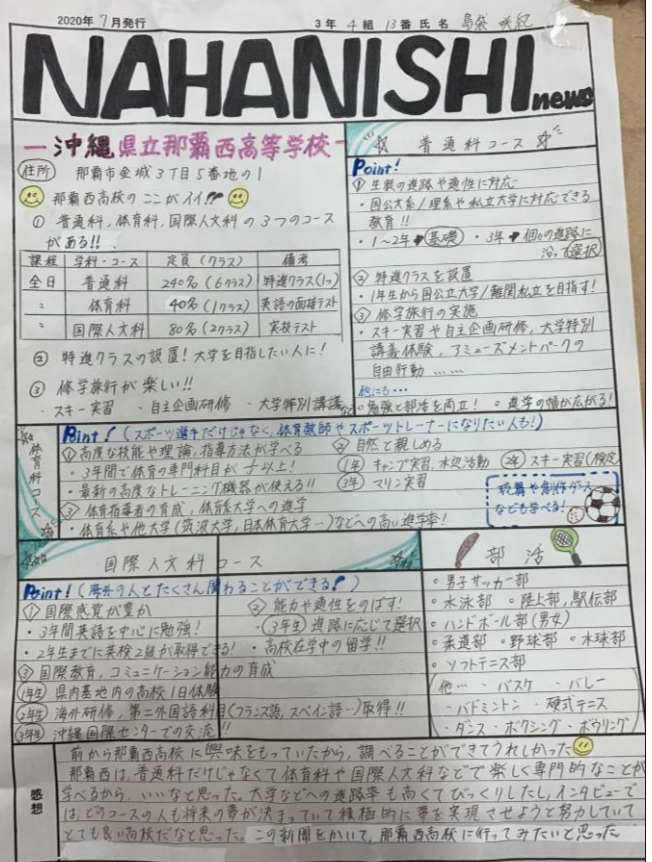 2020年 7月発行
3年 4組 13番 氏名 島袋 咲紀
NAHANISHI news
ー沖縄県立那覇西高等学校ー
住所 那覇市金城3丁目5番地の1
那覇西高校のここがイイ!!
① 普通科,体育科,国際人文科の3つのコース
がある!!
課程 学科・コース 定員(クラス) 備考
全日 普通科 240名(6クラス) 特進クラス(1つ)
〃 体育科 40名(1クラス) 英語の面接テスト
〃 国際人文科 80名(2クラス) 実技テスト
② 特進クラスの設置!大学を目指したい人に!
③ 修学旅行が楽しい!!
・スキー実習 ・自主企画研修 ・大学特別講議など
☆ 普通科コース ☆
Point!
① 生徒の進路や適性に対応
・国公大系/理系や私立大学に対応できる
教育!!
・1~2年→基礎 ・3年→個々の進路に
沿って選択
② 特進クラスを設置
・1年生から国公立大学/難関私立を目指す!
③ 修学旅行の実施
・スキー実習や自主企画研修,大学特別
講義体験,アミューズメントパークの
自由行動……
他にも…
。勉強と部活を両立! 。進学の幅が広がる!
体育科コース
Point!(スポーツ選手だけじゃなく,体育教師やスポーツトレーナーになりたい人も!)
① 高度な技能や理論,指導方法が学べる
・3年間で体育の専門科目が 以上!
・最新の高度なトレーニング機器が使える!!
② 自然と親しめる
1年 キャンプ実習,水辺活動 2年 スキー実習(検定
3年 マリン実習
③ 体育指導者の育成,体育系大学への進学
・体育系や他大学(筑波大学,日本体育大学…)などへの高い進学率!
や創作ダンス
なども学べる!
国際人文科コース
Point!(海外の人とたくさん関わることができる!)
① 国際感覚が豊か
・3年間英語を中心に勉強!
・2年生までに英検2級が取得できる!
② 能力や適性をのばす!
・(3年生)進路に応じて選択
・高校在学中の留学!!
③ 国際教育,コミュニケーション能力の育成
1年生 県内基地内の高校1日体験
2年生 海外研修,第二外国語科目(フランス語,スペイン語…)取得!!
3年生 沖縄国際センターでの交流!!
部活
。男子サッカー部
。水泳部 。陸上部,駅伝部
。ハンドボール部(男女)
。柔道部 。野球部 。水球部
。ソフトテニス部
(他… ・バスケ ・バレー
・バドミントン ・硬式テニス
・ダンス・ボクシング・ボウリング)
感想
前から那覇西高校に興味をもっていたから,調べることができてうれしかった
那覇西は,普通科だけじゃなくて体育科や国際人文科などで楽しく専門的なことが
学べるから,いいなと思った。大学などへの進路率も高くてびっくりしたし,インタビューで
は,どのコースの人も将来の夢が決まっていて積極的に夢を実現させようと努力していて
とても良い高校だなと思った。この新聞をかいて,那覇西高校に行ってみたいと思った。